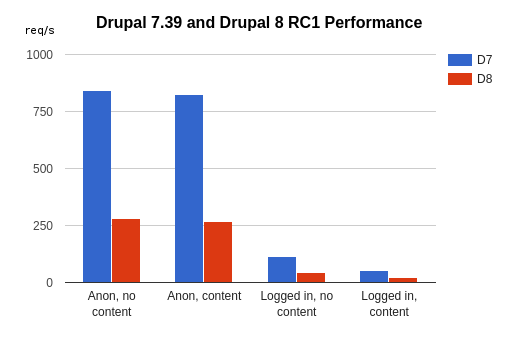 Drupal 7.39 and Drupal 8 RC1 Performance
req/s
1000
750
500
250
0
D7
D8
Anon, no
content
Anon, content
Logged in, no
content
Logged in,
content